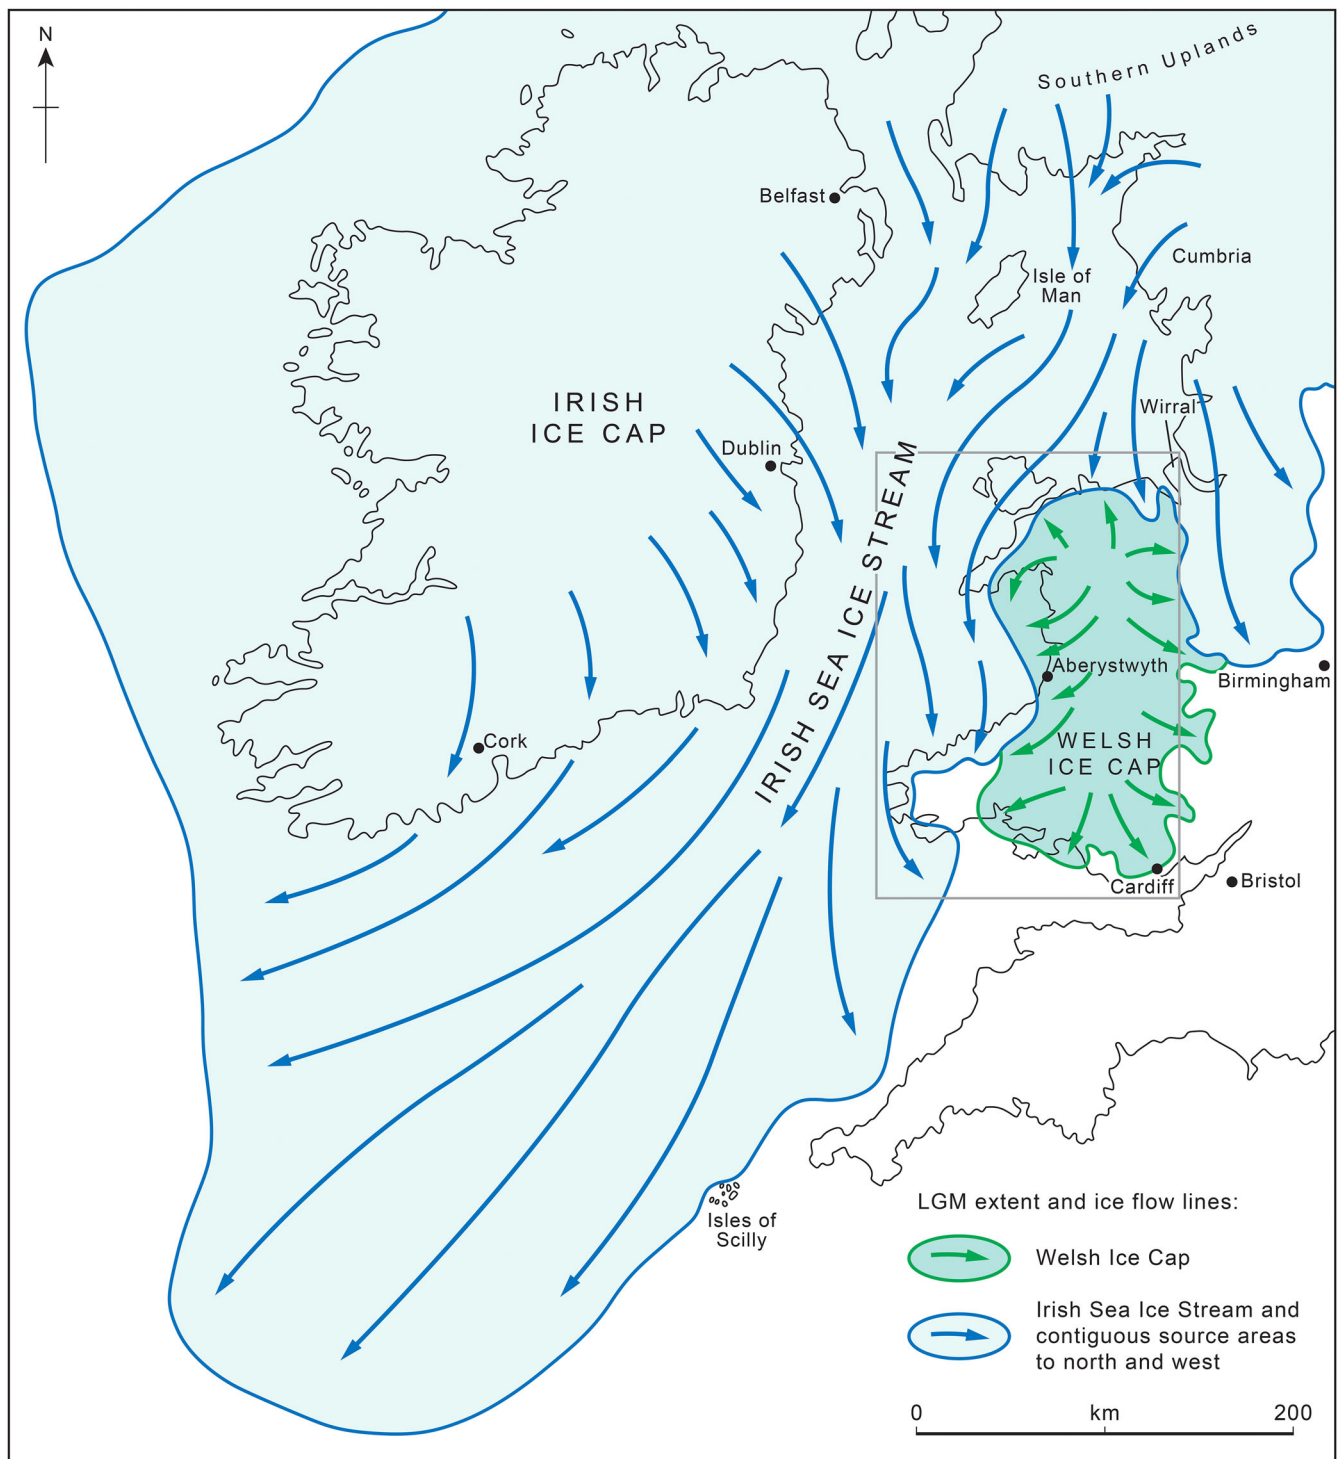 N
Southern Uplands
Belfast
Cumbria
Isle of
Man
IRISH
ICE CAP
Wirral
Dublin
IRISH SEA ICE STREAM
Aberystwyth
Birmingham
Cork
WELSH
ICE CAP
Cardiff
Bristol
Isles of
Scilly
LGM extent and ice flow lines:
Welsh Ice Cap
Irish Sea Ice Stream and
contiguous source areas
to north and west
0 km 200